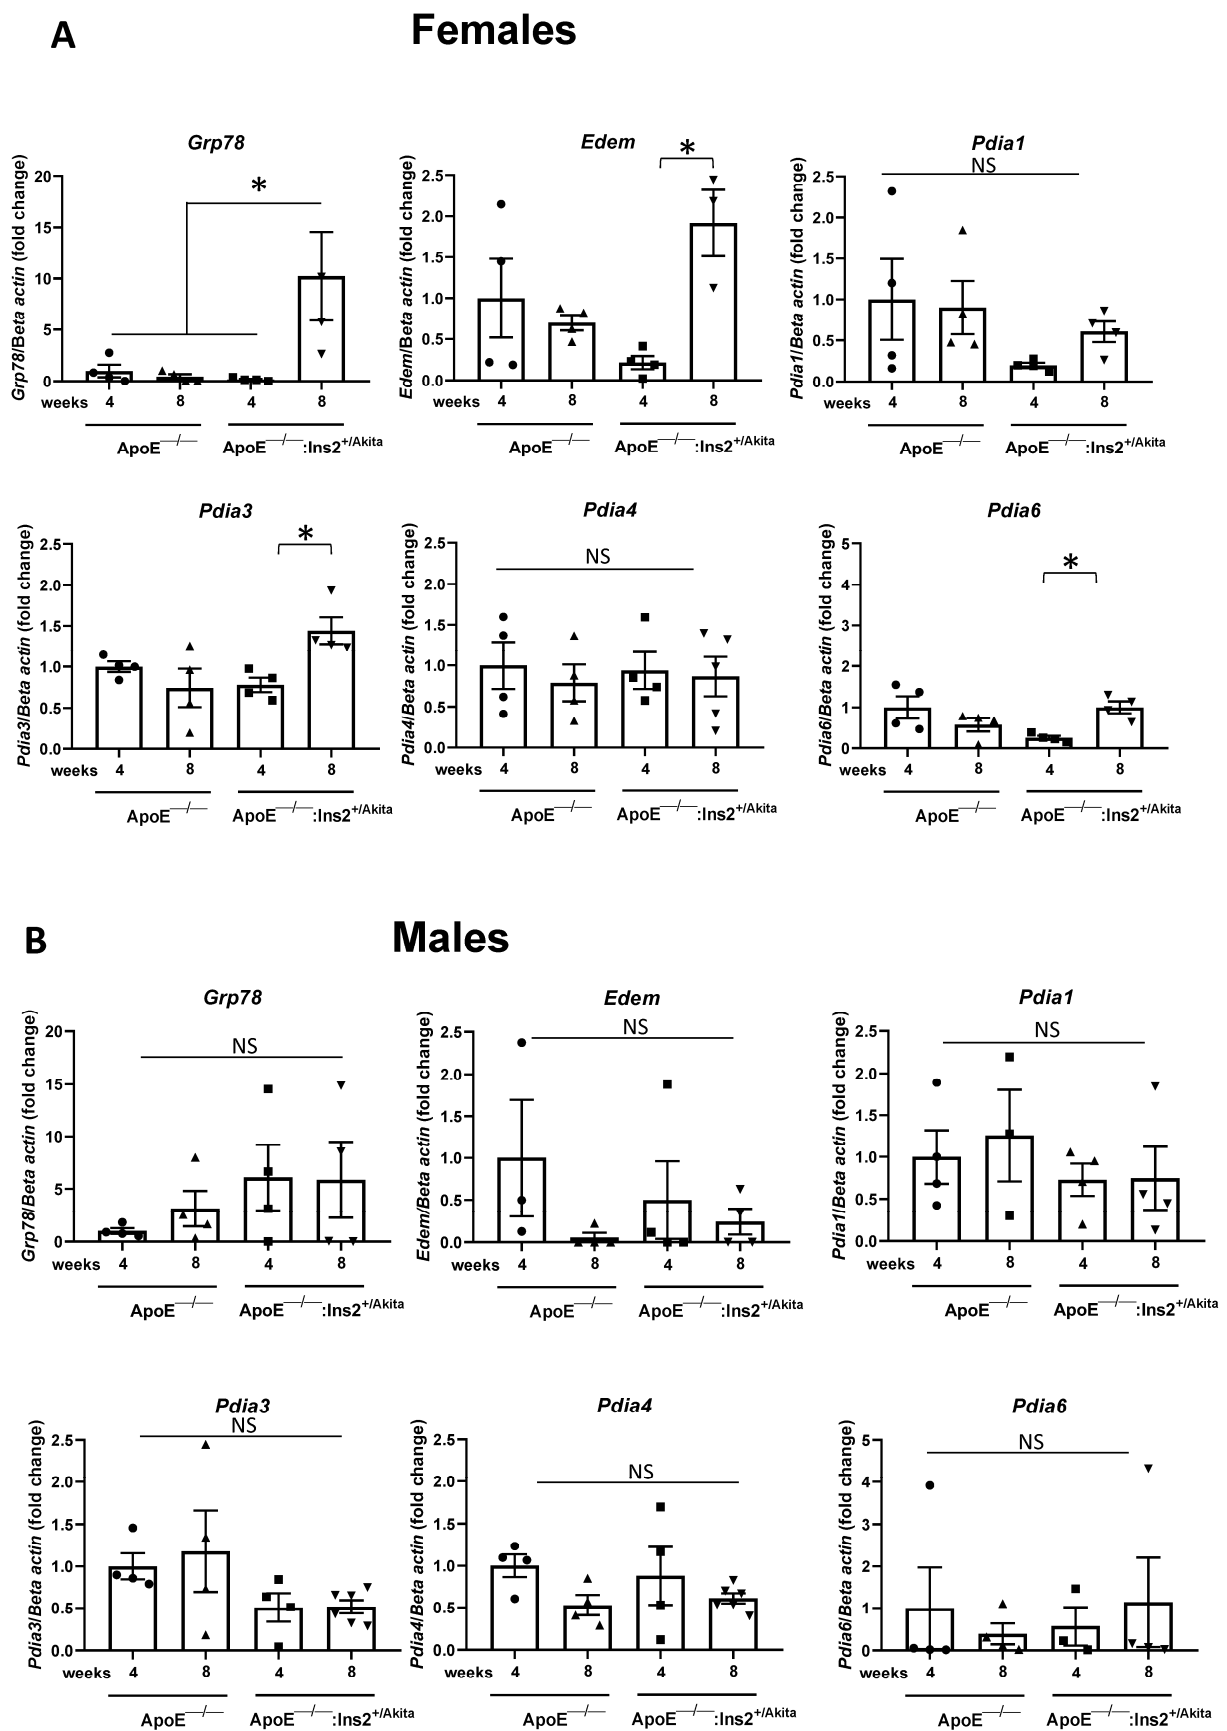 A
Females
Grp78
Grp78/Beta actin (fold change)
20
15
10
5
0
*
weeks 4 8 4 8
ApoE—/— ApoE—/—:Ins2+/Akita
Edem
Edem/Beta actin (fold change)
2.5
2.0
1.5
1.0
0.5
0.0
*
weeks 4 8 4 8
ApoE—/— ApoE—/—:Ins2+/Akita
Pdia1
NS
Pdia1/Beta actin (fold change)
2.5
2.0
1.5
1.0
0.5
0.0
weeks 4 8 4 8
ApoE—/— ApoE—/—:Ins2+/Akita
Pdia3
Pdia3/Beta actin (fold change)
2.5
2.0
1.5
1.0
0.5
0.0
*
weeks 4 8 4 8
ApoE—/— ApoE—/—:Ins2+/Akita
Pdia4
Pdia4/Beta actin (fold change)
2.5
2.0
1.5
1.0
0.5
0.0
NS
weeks 4 8 4 8
ApoE—/— ApoE—/—:Ins2+/Akita
Pdia6
Pdia6/Beta actin (fold change)
5
4
3
2
1
0
*
weeks 4 8 4 8
ApoE—/— ApoE—/—:Ins2+/Akita
B
Males
Grp78
Grp78/Beta actin (fold change)
20
15
10
5
0
NS
weeks 4 8 4 8
ApoE—/— ApoE—/—:Ins2+/Akita
Edem
NS
Edem/Beta actin (fold change)
2.5
2.0
1.5
1.0
0.5
0.0
weeks 4 8 4 8
ApoE—/— ApoE—/—:Ins2+/Akita
Pdia1
NS
Pdia1/Beta actin (fold change)
2.5
2.0
1.5
1.0
0.5
0.0
weeks 4 8 4 8
ApoE—/— ApoE—/—:Ins2+/Akita
Pdia3
NS
Pdia3/Beta actin (fold change)
2.5
2.0
1.5
1.0
0.5
0.0
weeks 4 8 4 8
ApoE—/— ApoE—/—:Ins2+/Akita
Pdia4
Pdia4/Beta actin (fold change)
2.5
2.0
1.5
1.0
0.5
0.0
NS
weeks 4 8 4 8
ApoE—/— ApoE—/—:Ins2+/Akita
Pdia6
Pdia6/Beta actin (fold change)
5
4
3
2
1
0
NS
weeks 4 8 4 8
ApoE—/— ApoE—/—:Ins2+/Akita